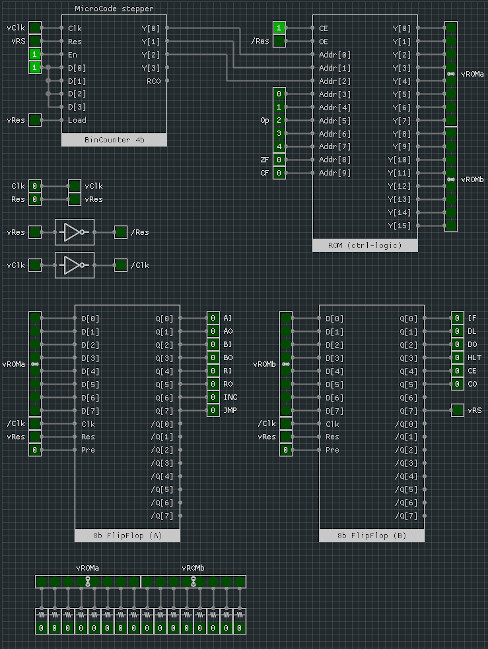 MicroCode stepper
vClk Clk Y[0]
vRS Res Y[1]
1 En Y[2]
1 D[0] Y[3]
D[1] RCO
D[2]
D[3]
vRes Load
BinCounter 4b
1 CE Y[0]
/Res OE Y[1]
Addr[0] Y[2]
Addr[1] Y[3]
Addr[2] Y[4]
0 Addr[3] Y[5]
1 Addr[4] Y[6]
Op 2 Addr[5] Y[7]
3 Addr[6] Y[8]
4 Addr[7] Y[9]
ZF 0 Addr[8] Y[10]
CF 0 Addr[9] Y[11]
Y[12]
Y[13]
Y[14]
Y[15]
vROMa
vROMb
ROM (ctrl-logic)
Clk 0 vClk
Res 0 vRes
vRes /Res
vClk /Clk
D[0] Q[0] 0 AI
D[1] Q[1] 0 AO
D[2] Q[2] 0 BI
D[3] Q[3] 0 BO
vROMa
D[4] Q[4] 0 RI
D[5] Q[5] 0 RO
D[6] Q[6] 0 INC
D[7] Q[7] 0 JMP
/Clk Clk /Q[0]
vRes Res /Q[1]
0 Pre /Q[2]
/Q[3]
/Q[4]
/Q[5]
/Q[6]
/Q[7]
8b FlipFlop (A)
D[0] Q[0] 0 IF
D[1] Q[1] 0 DL
D[2] Q[2] 0 DO
D[3] Q[3] 0 HLT
vROMb
D[4] Q[4] 0 CE
D[5] Q[5] 0 CO
D[6] Q[6]
D[7] Q[7] vRS
/Clk Clk /Q[0]
vRes Res /Q[1]
0 Pre /Q[2]
/Q[3]
/Q[4]
/Q[5]
/Q[6]
/Q[7]
8b FlipFlop (B)
vROMa vROMb
0 0 0 0 0 0 0 0 0 0 0 0 0 0 0 0